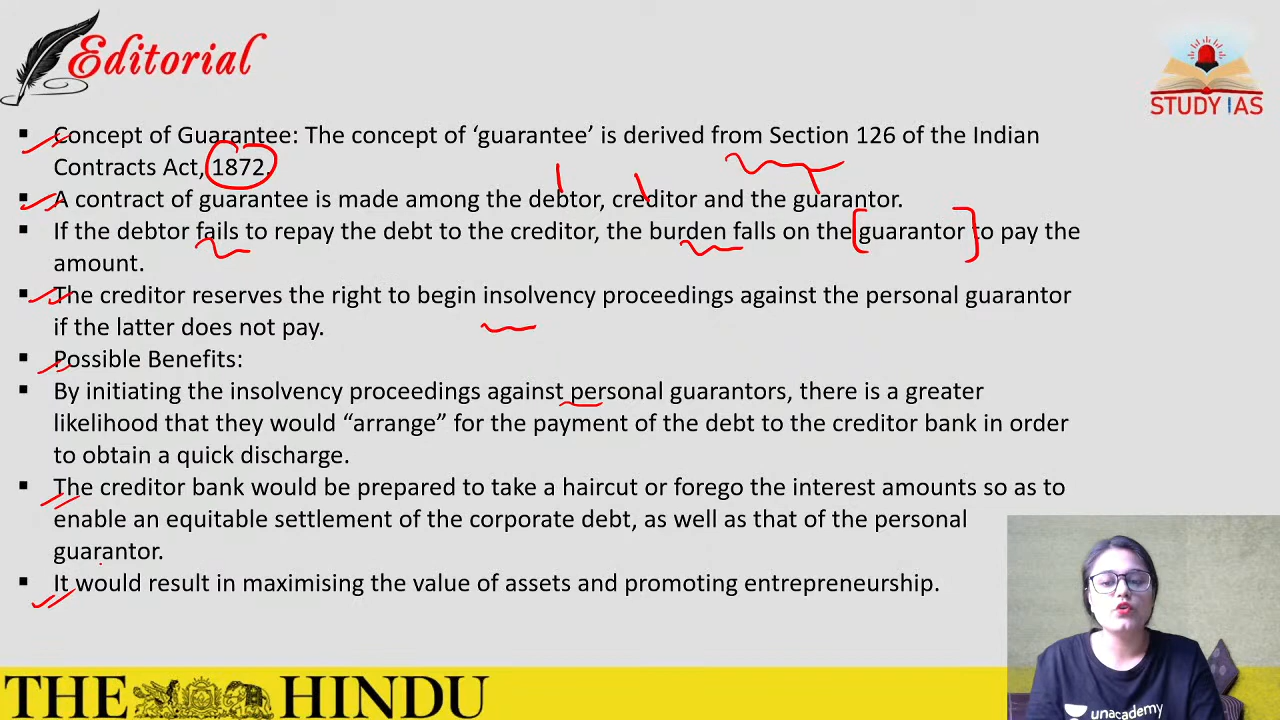 Editorial
STUDY IAS
▪ Concept of Guarantee: The concept of ‘guarantee’ is derived from Section 126 of the Indian
Contracts Act, 1872.
▪ A contract of guarantee is made among the debtor, creditor and the guarantor.
▪ If the debtor fails to repay the debt to the creditor, the burden falls on the guarantor to pay the
amount.
▪ The creditor reserves the right to begin insolvency proceedings against the personal guarantor
if the latter does not pay.
▪ Possible Benefits:
▪ By initiating the insolvency proceedings against personal guarantors, there is a greater
likelihood that they would “arrange” for the payment of the debt to the creditor bank in order
to obtain a quick discharge.
▪ The creditor bank would be prepared to take a haircut or forego the interest amounts so as to
enable an equitable settlement of the corporate debt, as well as that of the personal
guarantor.
▪ It would result in maximising the value of assets and promoting entrepreneurship.
THE HINDU
unacademy